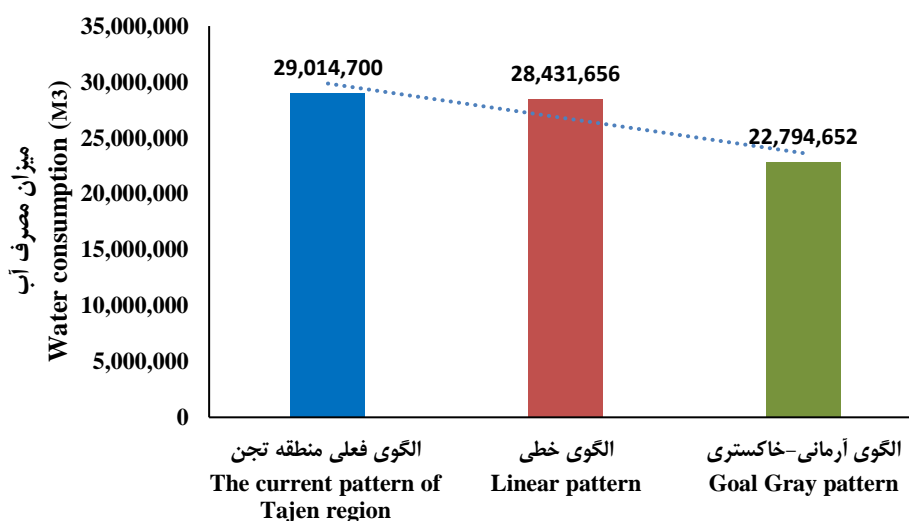 35,000,000
30,000,000
25,000,000
20,000,000
15,000,000
10,000,000
5,000,000
0
میزان مصرف آب
Water consumption (M3)
29,014,700
28,431,656
22,794,652
الگوی فعلی منطقه تجن
The current pattern of
Tajen region
الگوی خطی
Linear pattern
الگوی آرمانی-خاکستری
Goal Gray pattern